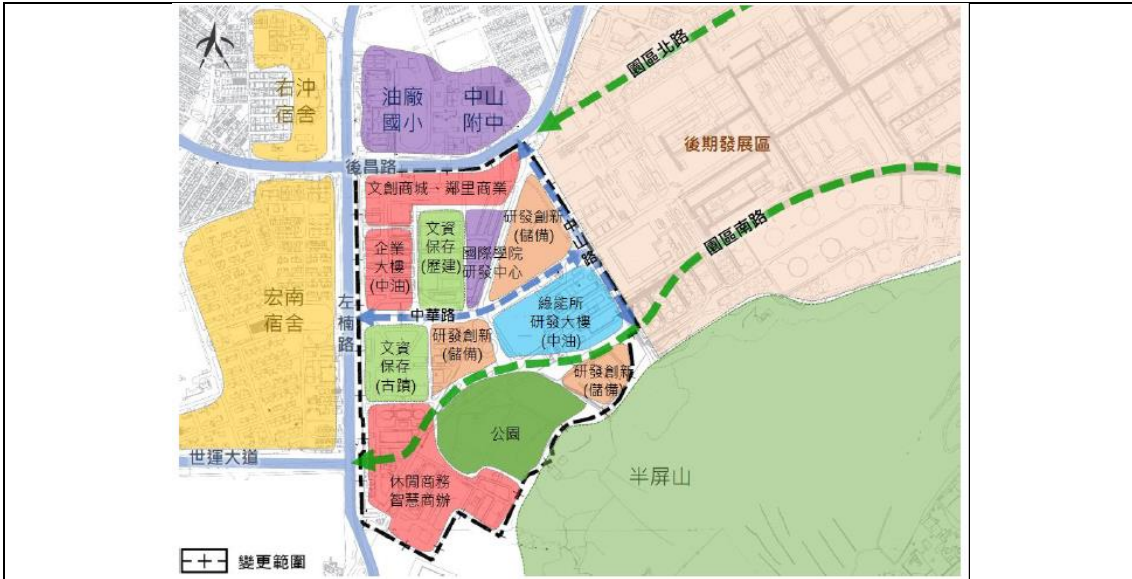 園區北路
右沖
宿舍
油廠
國小
中山
附中
後期發展區
後昌路
文創商城、鄰里商業
研發創新
(儲備)
中山路
園區南路
文資
保存
(歷建)
企業
大樓
(中油)
國際學院
研發中心
宏南
宿舍
左楠路
中華路
綠能所
研發大樓
(中油)
研發創新
(儲備)
文資
保存
(古蹟)
研發創新
(儲備)
公園
世運大道
休閒商務
智慧商辦
半屏山
變更範圍